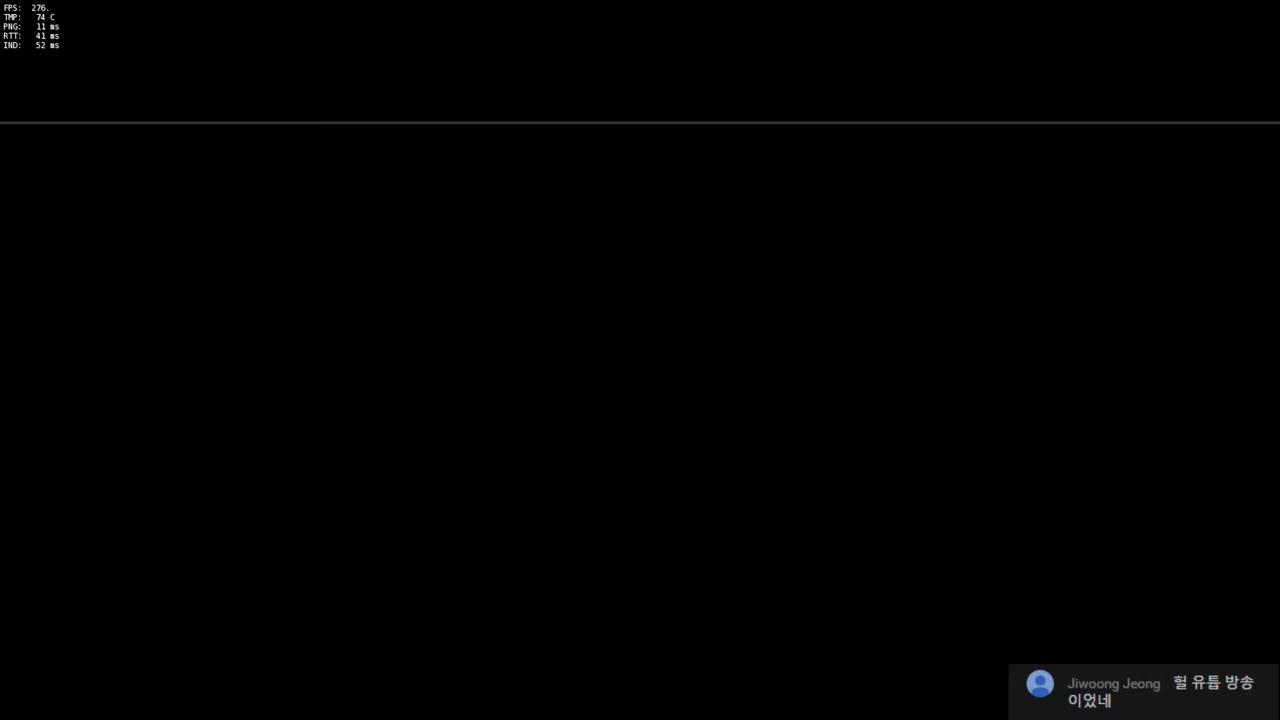 FPS: 276.
TMP: 74 C
PNG: 11 ms
RTT: 41 ms
IND: 52 ms
Jiwoong Jeong 헐 유튭 방송
이었네